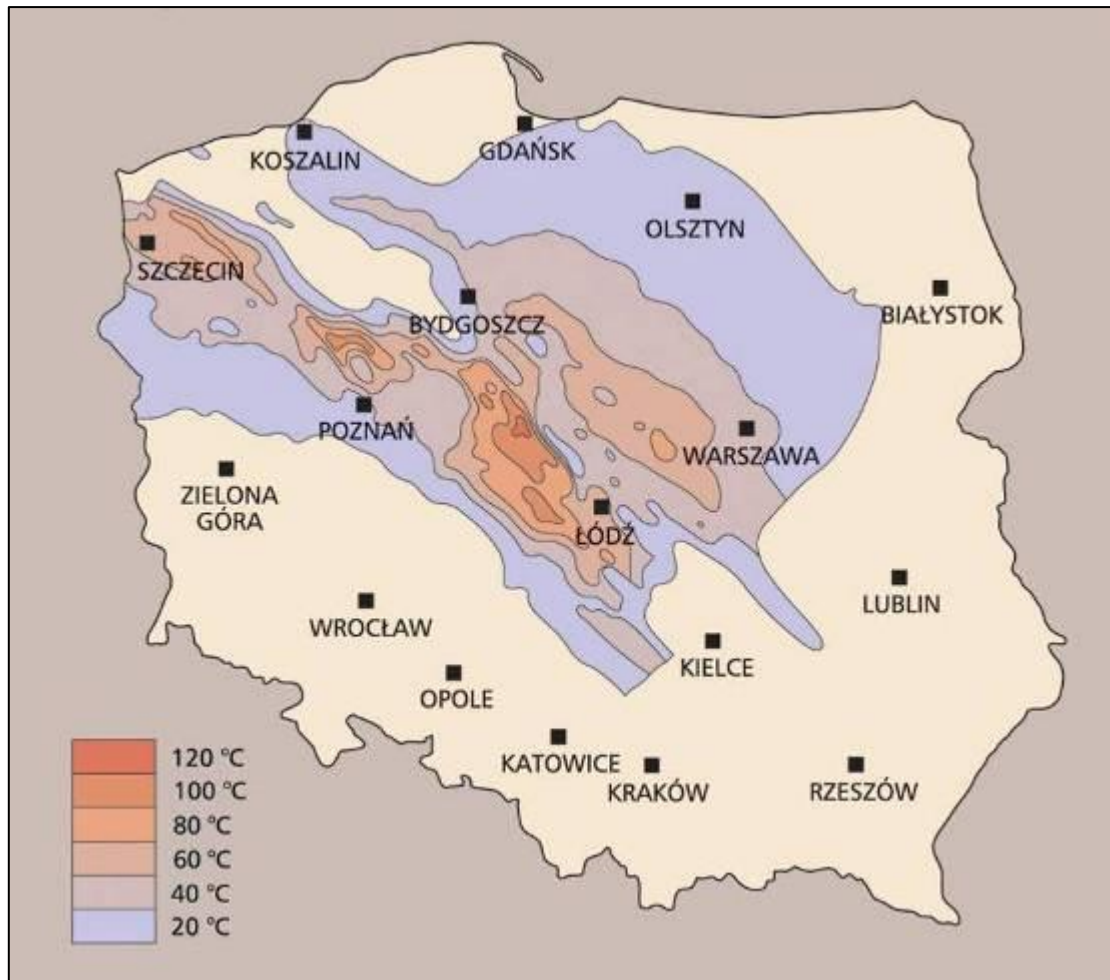 KOSZALIN
GDAŃSK
OLSZTYN
SZCZECIN
BYDGOSZCZ
BIAŁYSTOK
POZNAŃ
WARSZAWA
ZIELONA
GÓRA
ŁÓDŹ
LUBLIN
WROCŁAW
KIELCE
OPOLE
KATOWICE
KRAKÓW
RZESZÓW
120 °C
100 °C
80 °C
60 °C
40 °C
20 °C